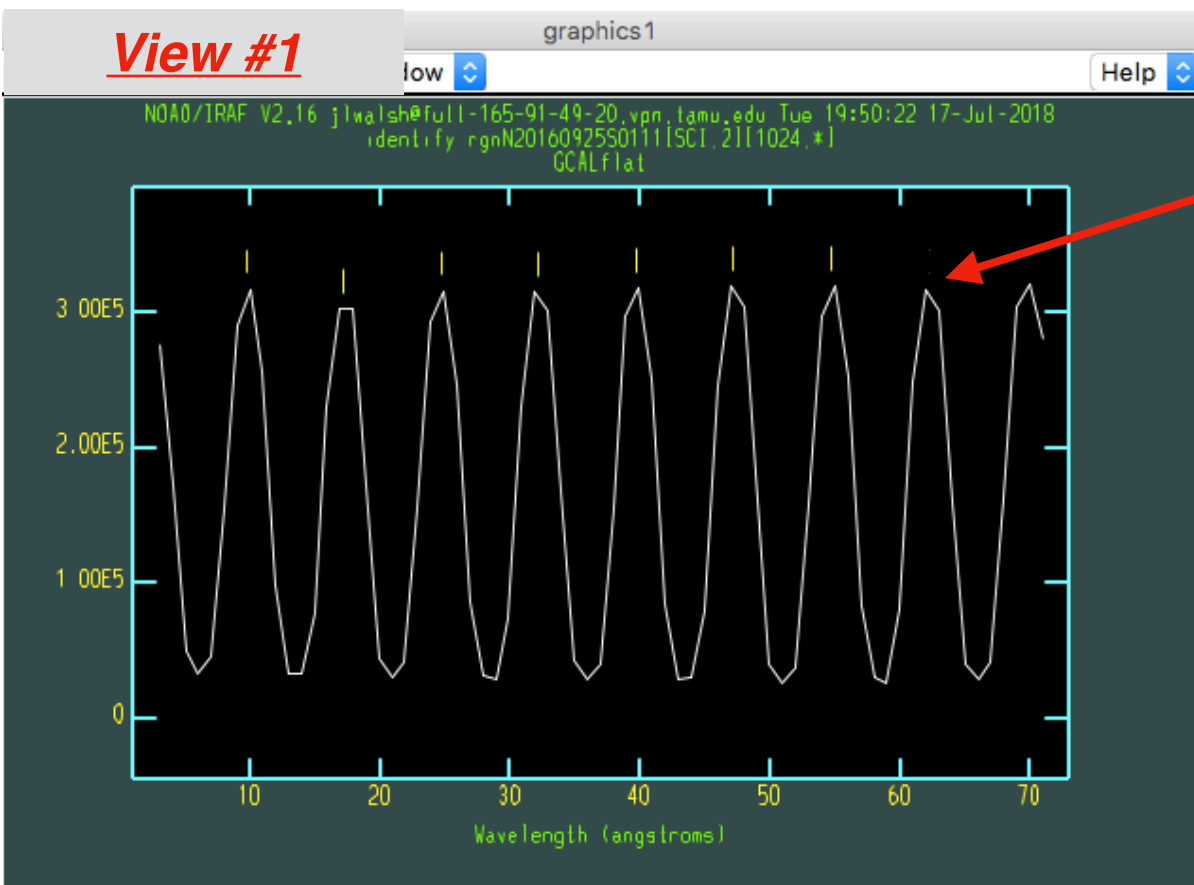 View #1
graphics1
low
Help
NOAO/IRAF V2.16 jlwalsh@full-165-91-49-20.vpn.tamu.edu Tue 19:50:22 17-Jul-2018
identify rgnN20160925S0111[SCI,2][1024,*]
GCALflat
3 00E5
2.00E5
1 00E5
0
10 20 30 40 50 60 70
Wavelength (angstroms)